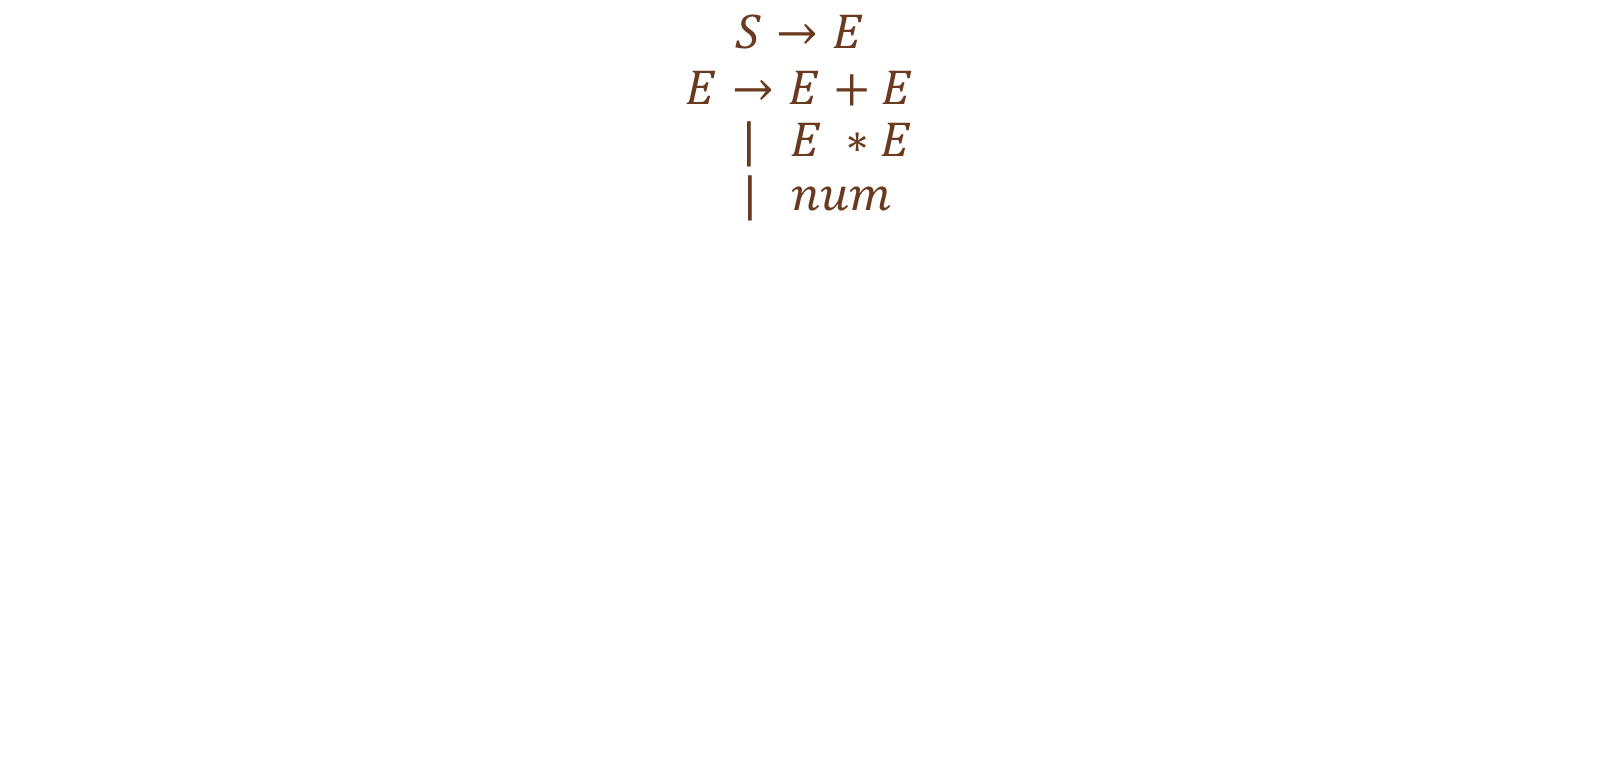 S → E
E → E + E
| E * E
| num